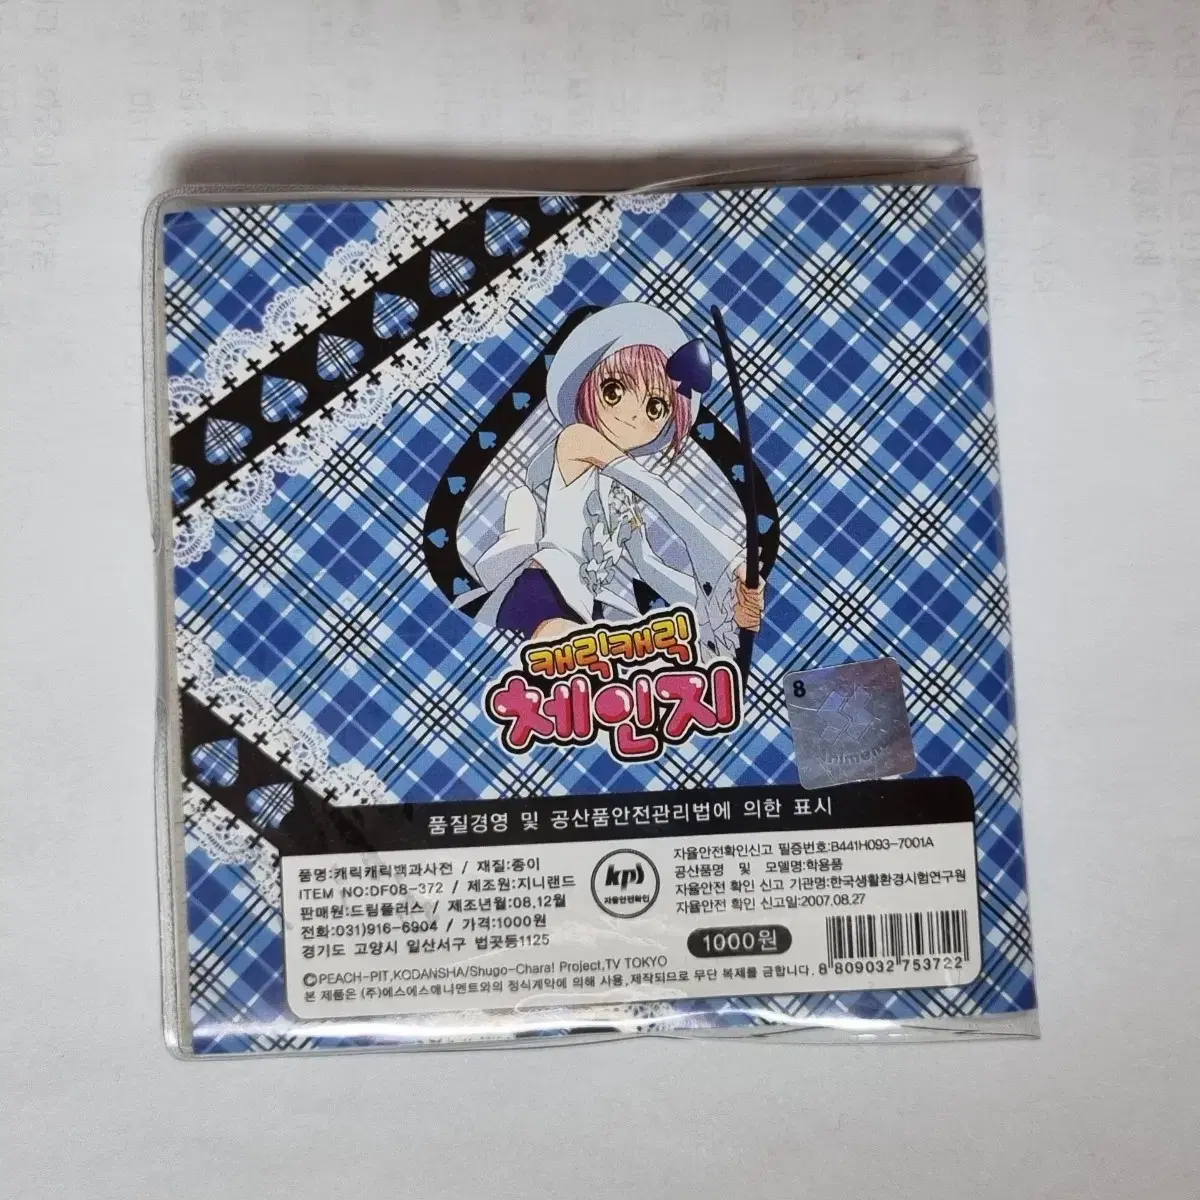 캐릭캐릭
체인지
8
품질경영 및 공산품안전관리법에 의한 표시
품명:캐릭캐릭백과사전 / 재질:종이
ITEM NO:DF08-372 / 제조원:지니랜드
판매원:드림플러스 / 제조년월:08,12월
전화:031)916-6904 / 가격:1000원
경기도 고양시 일산서구 법곳동1125
kps
자율안전확인
자율안전확인신고 필증번호:B441H093-7001A
공산품명 및 모델명:학용품
자율안전 확인 신고 기관명:한국생활환경시험연구원
자율안전 확인 신고일:2007.08.27
1000원
ⓒPEACH-PIT,KODANSHA/Shugo-Chara! Project,TV TOKYO
본 제품은 (주)에스에스애니멘트와의 정식계약에 의해 사용,제작되므로 무단 복제를 금합니다.
8 809032 753722